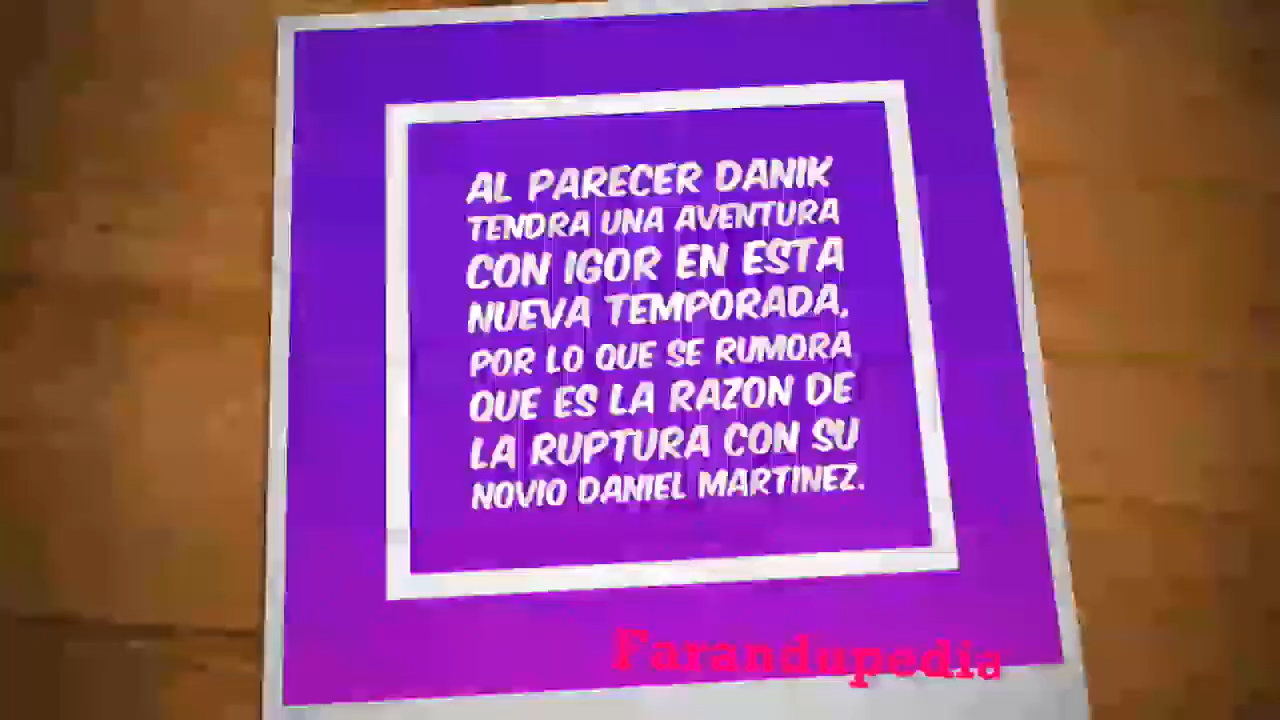 AL PARECER DANIK
TENDRA UNA AVENTURA
CON IGOR EN ESTA
NUEVA TEMPORADA,
POR LO QUE SE RUMORA
QUE ES LA RAZON DE
LA RUPTURA CON SU
NOVIO DANIEL MARTINEZ.
Farandupedia